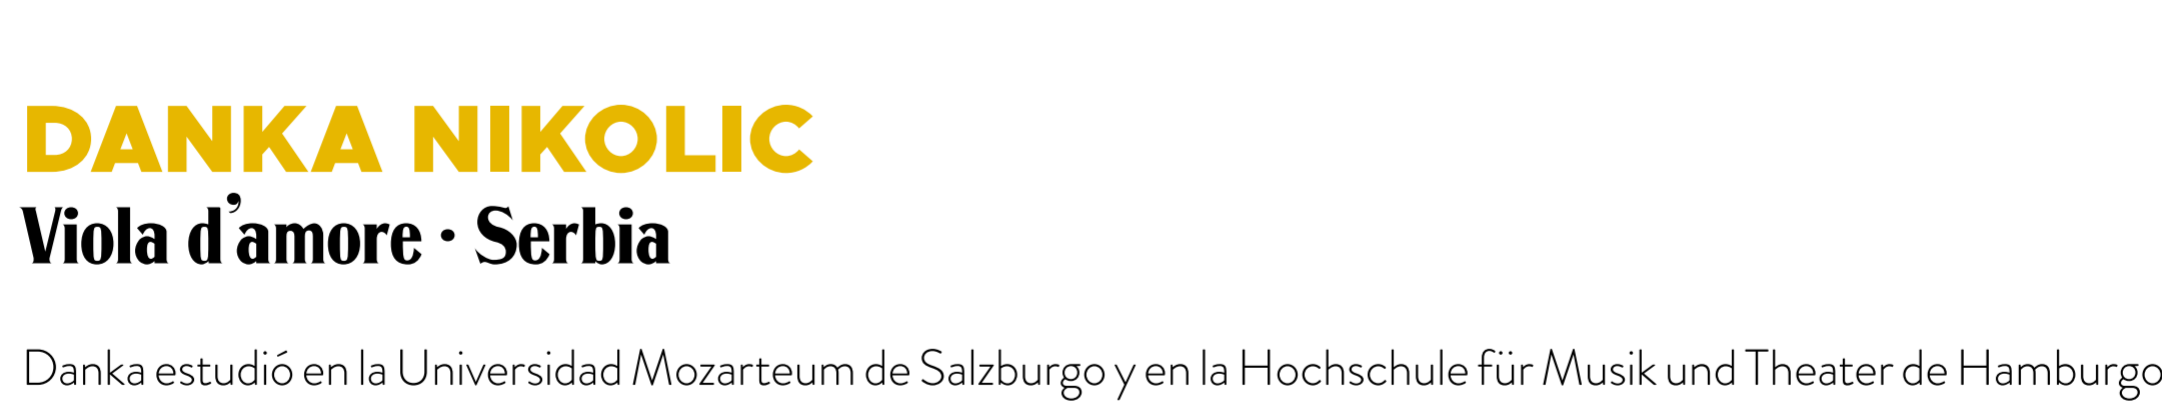 DANKA NIKOLIC
Viola d’amore · Serbia
Danka estudió en la Universidad Mozarteum de Salzburgo y en la Hochschule für Musik und Theater de Hamburgo